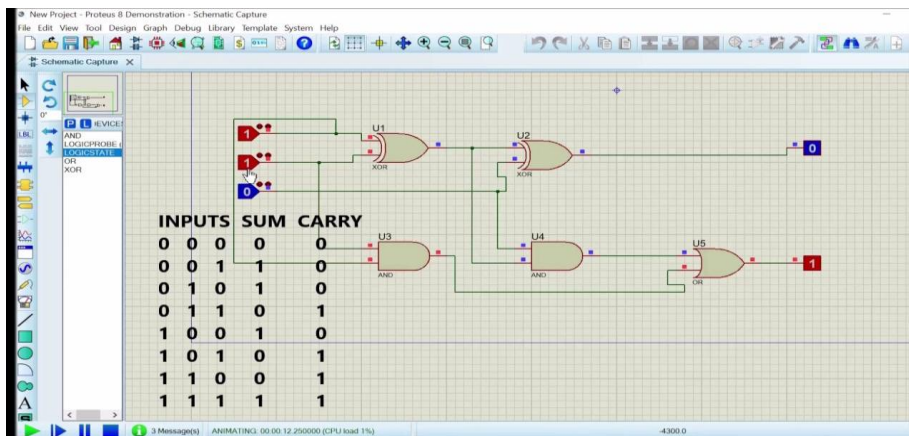 New Project - Proteus 8 Demonstration - Schematic Capture
File Edit View Tool Design Graph Debug Library Template System Help
Schematic Capture
0°
P L DEVICES
LBL
AND
LOGICPROBE (
LOGICSTATE
OR
XOR
A
1
1
0
U1
XOR
U2
XOR
0
U3
AND
U4
AND
U5
OR
1
INPUTS SUM CARRY
0 0 0 0 0
0 0 1 1 0
0 1 0 1 0
0 1 1 0 1
1 0 0 1 0
1 0 1 0 1
1 1 0 0 1
1 1 1 1 1
3 Message(s) ANIMATING: 00:00:12.250000 (CPU load 1%) -4300.0